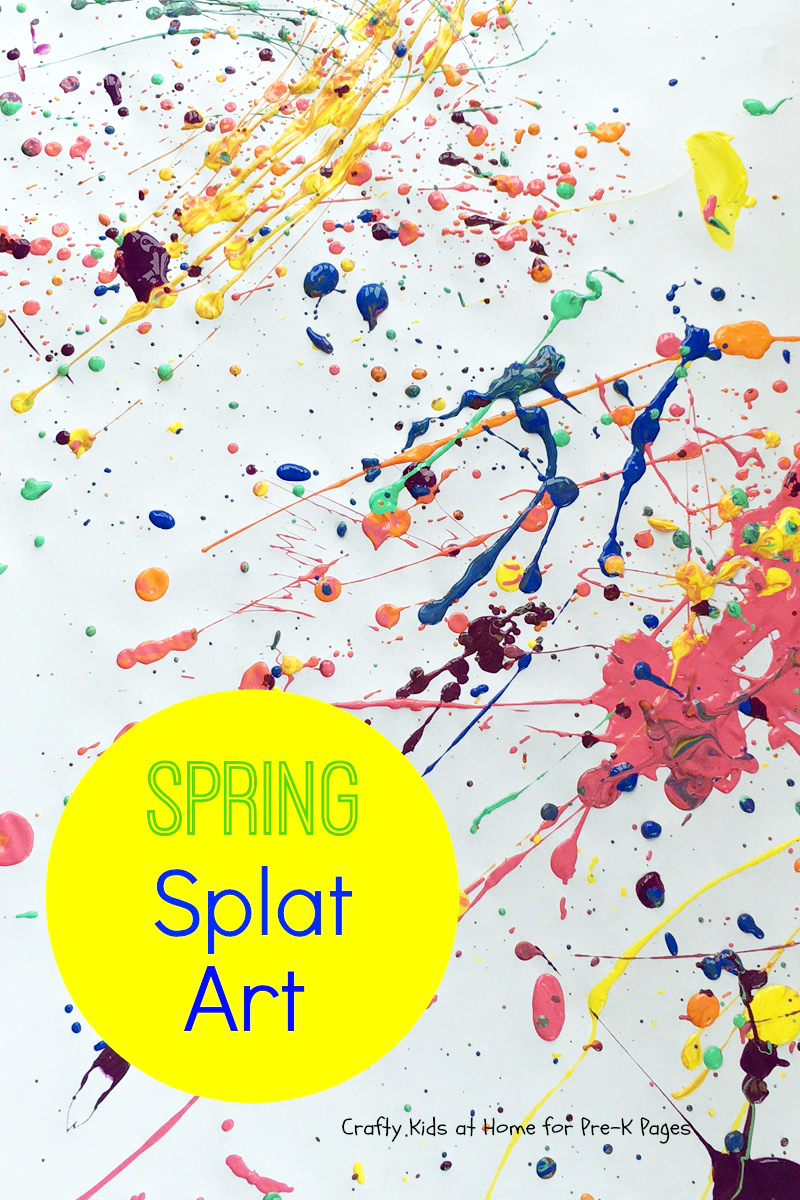 SPRING
Splat
Art
Crafty Kids at Home for Pre-K Pages